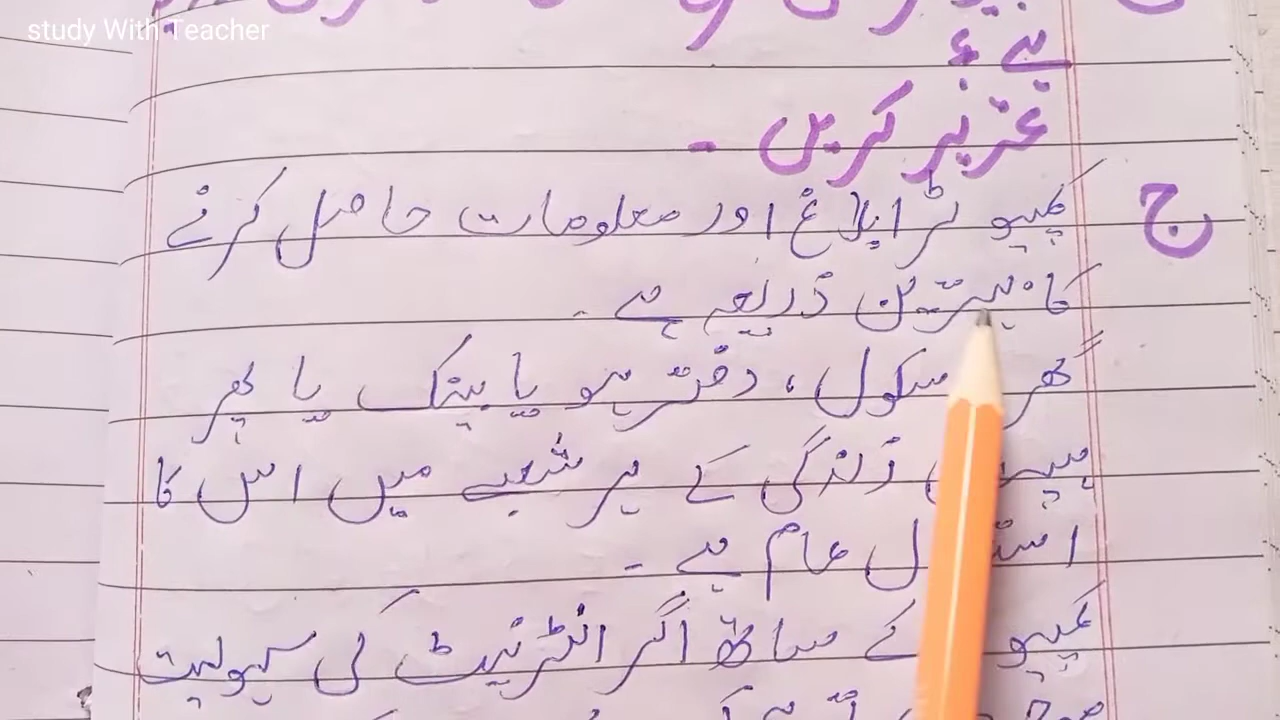 study With Teacher
ہے؟
تحریر کریں۔
ج
کمپیوٹر ابلاغ اور معلومات حاصل کرنے
کا بہترین ذریعہ ہے۔
گھر سکول، دفتر ہو یا بینک یا پھر
زندگی کے ہر شعبے میں اس کا
عام ہے۔
کے ساتھ اگر انٹرنیٹ کی سہولت